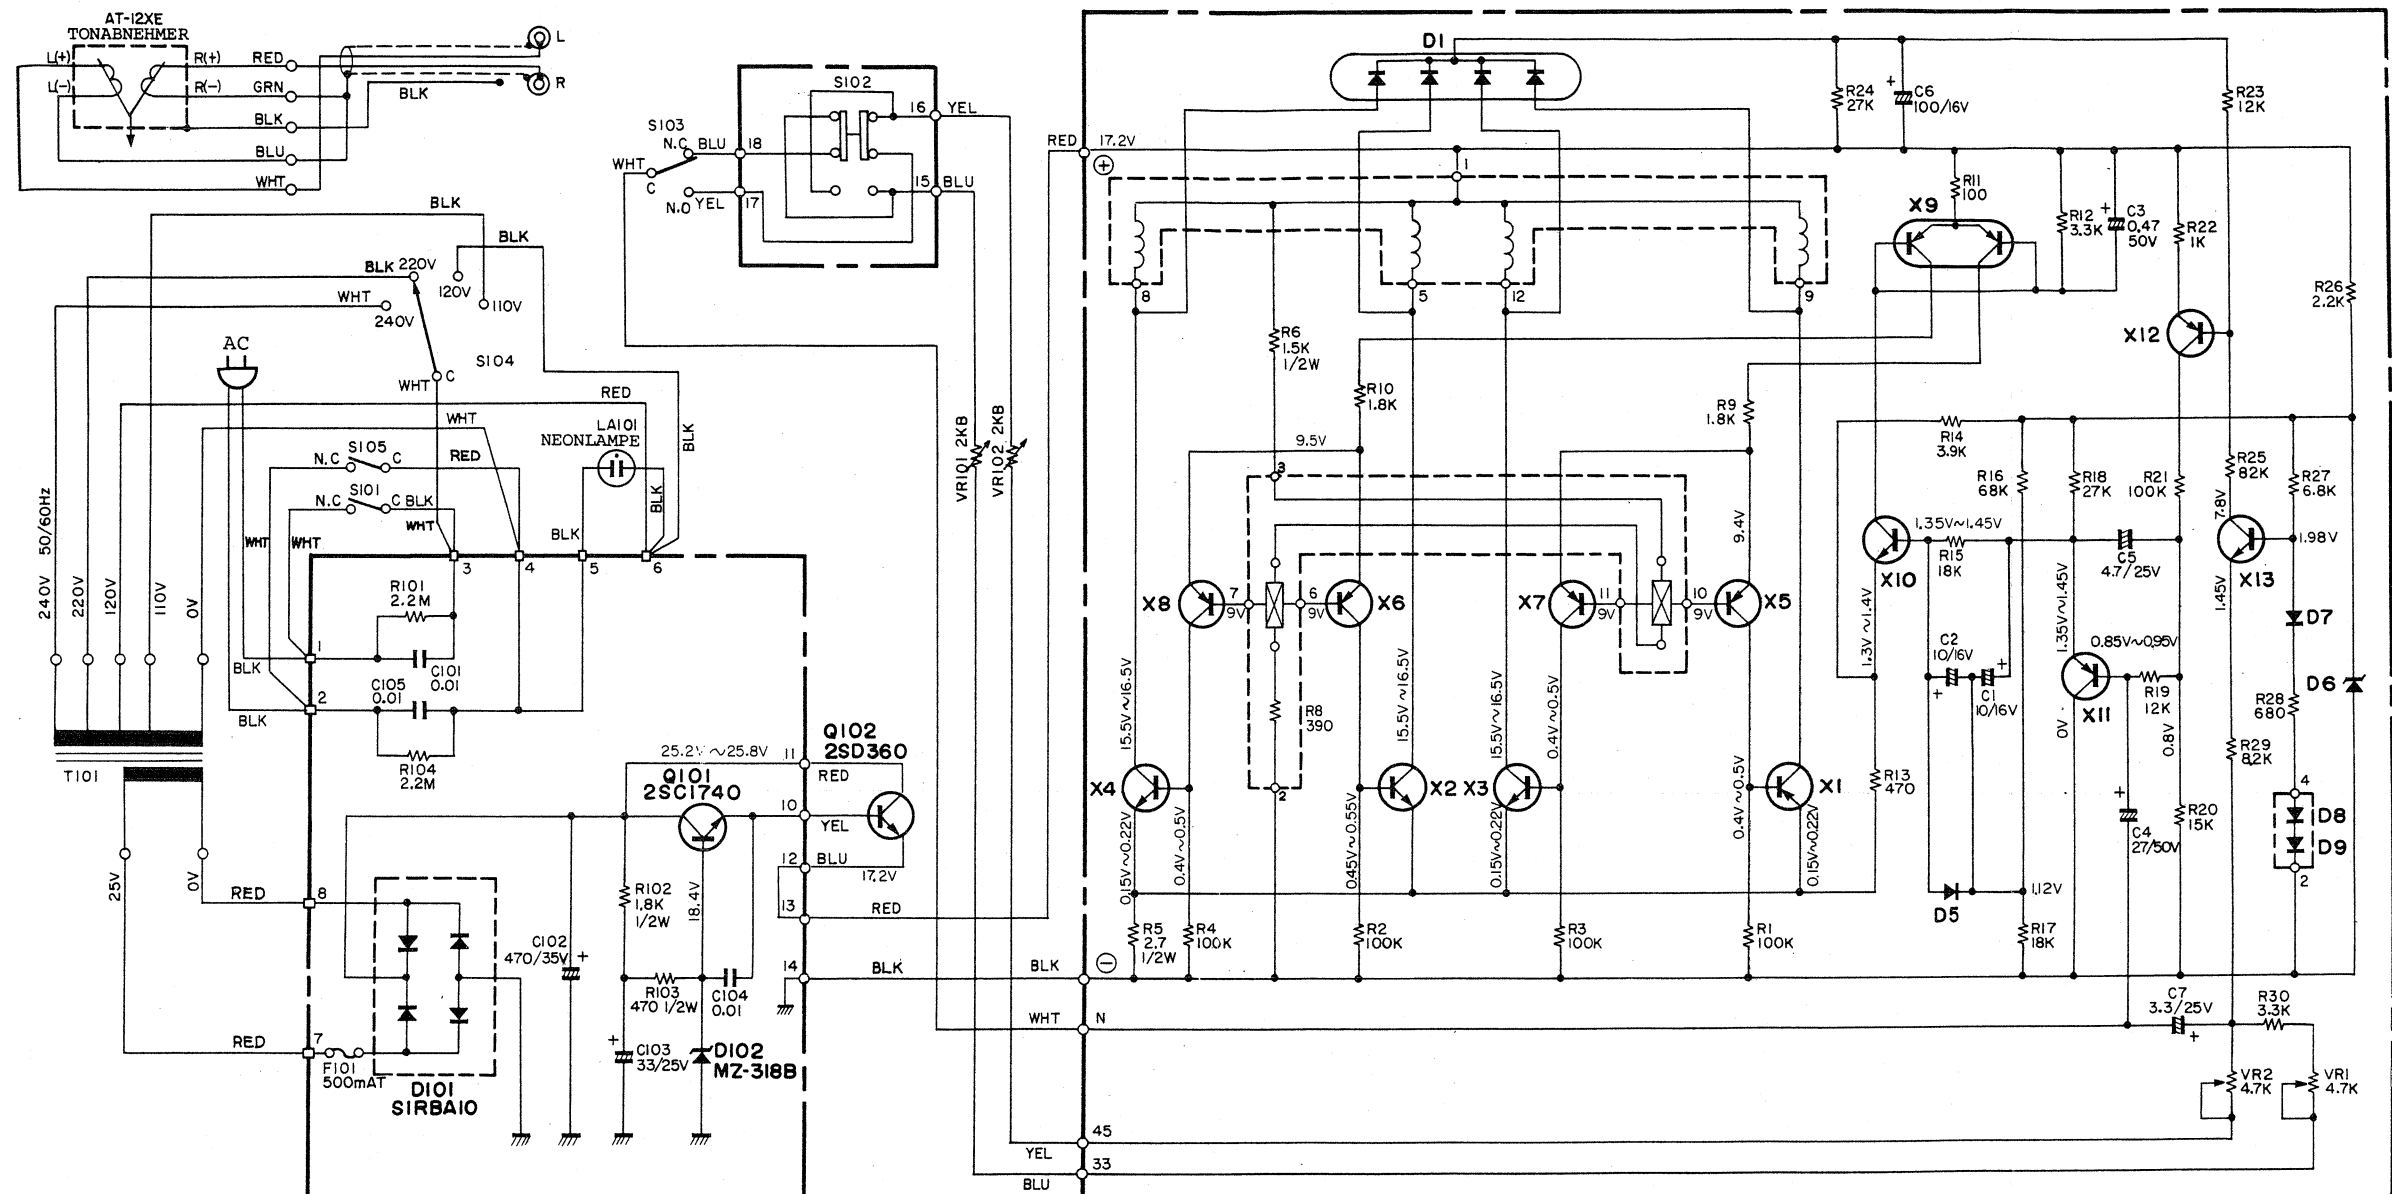 AT-12XE
TONABNEHMER
L(+)
R(+)
RED
L(-)
R(-)
GRN
BLK
BLU
WHT
L
R
BLK
BLK
BLK
BLK
220V
120V
110V
WHT
240V
AC
S104
WHT
C
RED
WHT
LA101
NEONLAMPE
BLK
S105
N.C
C
RED
S101
N.C
C
BLK
WHT
WHT
WHT
BLK
BLK
240V 50/60Hz
220V
120V
110V
0V
3
4
5
6
R101
2.2M
1
BLK
C101
0.01
C105
0.01
2
BLK
R104
2.2M
T101
25V
0V
RED
8
RED
7
F101
500mAT
D101
S1RBA10
25.2V~25.8V
11
Q102
2SD360
RED
Q101
2SC1740
10
YEL
12
BLU
17.2V
13
RED
R102
1.8K
1/2W
18.4V
C102
470/35V
+
R103
470 1/2W
C104
0.01
14
BLK
BLK
+
C103
33/25V
D102
MZ-318B
S102
S103
N.C
BLU
18
16
YEL
WHT
C
N.O
YEL
17
15
BLU
VR101 2KB
VR102 2KB
RED
17.2V
+
D1
1
8
5
12
9
R24
27K
+
C6
100/16V
R23
12K
R11
100
X9
R12
3.3K
+
C3
0.47
50V
R22
1K
R26
2.2K
X12
R6
1.5K
1/2W
R10
1.8K
R9
1.8K
9.5V
3
9.4V
R14
3.9K
R16
68K
R18
27K
R21
100K
R25
82K
R27
6.8K
7.8V
1.35V~1.45V
R15
18K
C5
4.7/25V
X10
X13
1.98V
1.45V
X8
7
9V
6
9V
X6
X7
11
9V
10
9V
X5
1.3V~1.4V
C2
10/16V
+
C1
10/16V
+
1.35V~1.45V
0.85V~0.95V
R19
12K
X11
0V
0.8V
D7
D6
R28
680
R8
390
2
15.5V~16.5V
15.5V~16.5V
15.5V~16.5V
0.4V~0.5V
X4
X2
X3
X1
0.15V~0.22V
0.4V~0.5V
0.45V~0.55V
0.15V~0.22V
0.4V~0.5V
0.15V~0.22V
R13
470
+
C4
27/50V
R20
15K
R29
8.2K
4
D8
D9
2
D5
1.12V
R5
2.7
1/2W
R4
100K
R2
100K
R3
100K
R1
100K
R17
18K
BLK
-
WHT
N
C7
3.3/25V
+
R30
3.3K
VR2
4.7K
VR1
4.7K
45
YEL
33
BLU